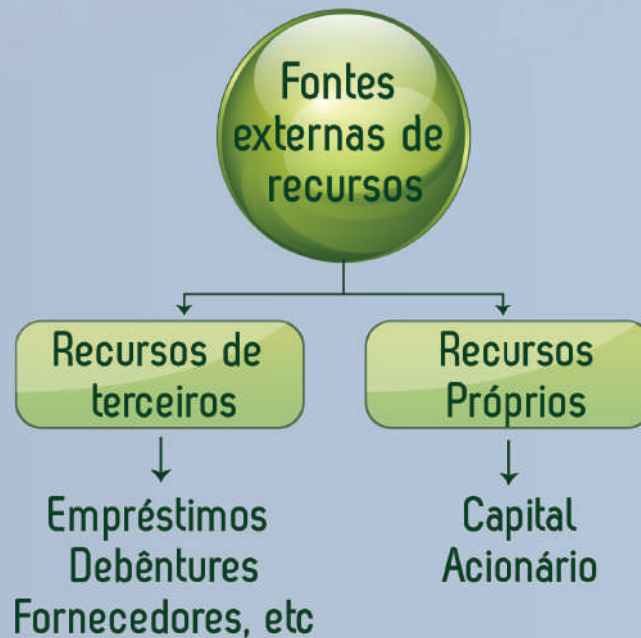 Fontes
externas de
recursos
Recursos de
terceiros
Recursos
Próprios
Empréstimos
Debêntures
Fornecedores, etc
Capital
Acionário